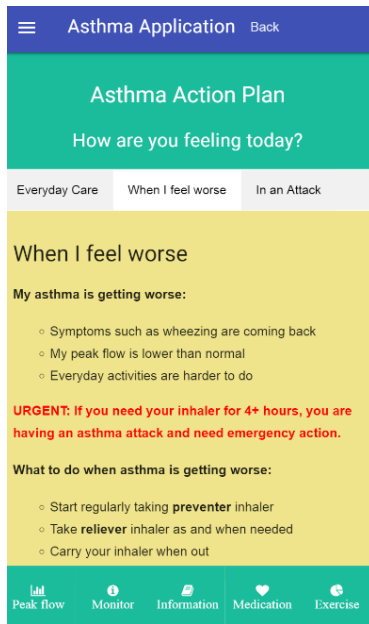 Asthma Application Back
Asthma Action Plan
How are you feeling today?
Everyday Care When I feel worse In an Attack
When I feel worse
My asthma is getting worse:
Symptoms such as wheezing are coming back
My peak flow is lower than normal
Everyday activities are harder to do
URGENT: If you need your inhaler for 4+ hours, you are
having an asthma attack and need emergency action.
What to do when asthma is getting worse:
Start regularly taking preventer inhaler
Take reliever inhaler as and when needed
Carry your inhaler when out
Peak flow Monitor Information Medication Exercise